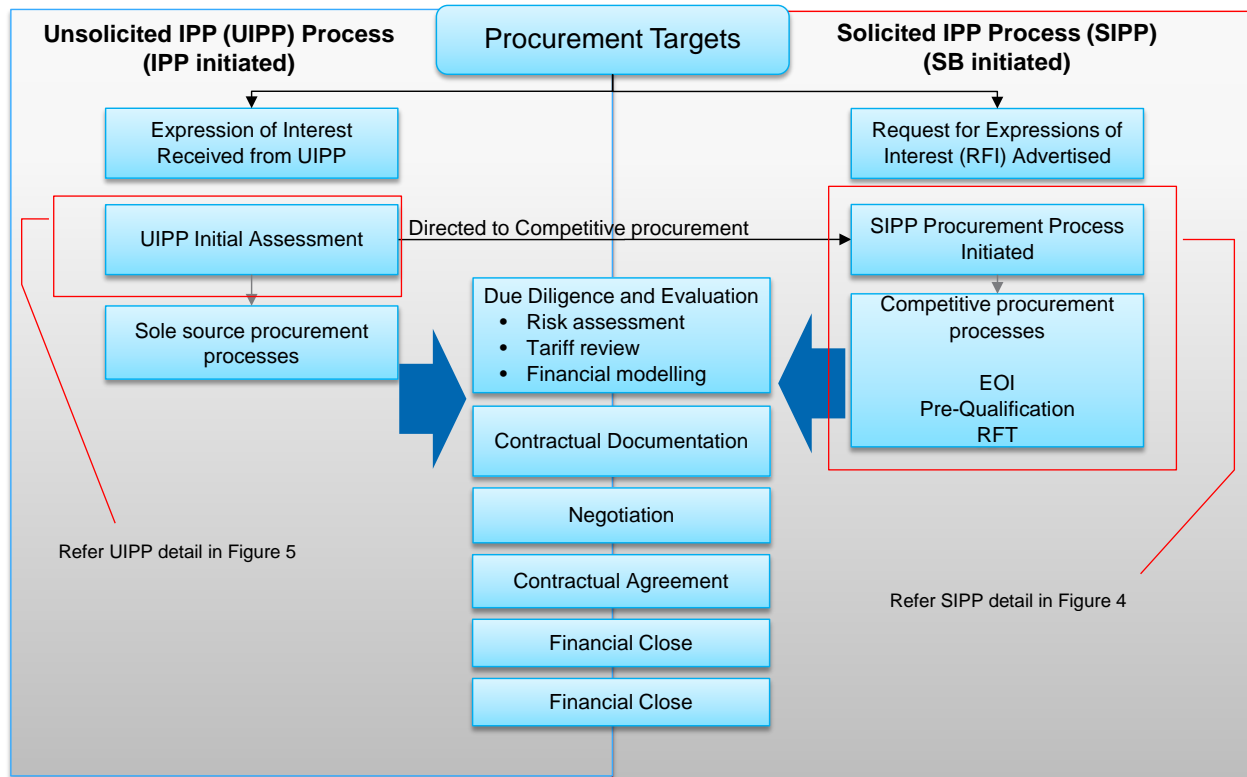 Procurement Targets
Unsolicited IPP (UIPP) Process
(IPP initiated)
Solicited IPP Process (SIPP)
(SB initiated)
Expression of Interest
Received from UIPP
Request for Expressions of
Interest (RFI) Advertised
UIPP Initial Assessment
Directed to Competitive procurement
SIPP Procurement Process
Initiated
Sole source procurement
processes
Due Diligence and Evaluation
• Risk assessment
• Tariff review
• Financial modelling
Competitive procurement
processes
EOI
Pre-Qualification
RFT
Contractual Documentation
Negotiation
Refer UIPP detail in Figure 5
Contractual Agreement
Refer SIPP detail in Figure 4
Financial Close
Financial Close